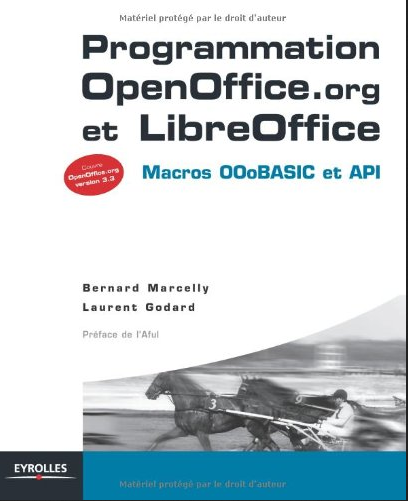 Matériel protégé par le droit d'auteur
Programmation
OpenOffice.org
et LibreOffice
Couvre
OpenOffice.org
version 3.3
Macros OOoBASIC et API
Bernard Marcelly
Laurent Godard
Préface de l'Aful
3
9
EYROLLES
Matériel protégé par le droit d'auteur